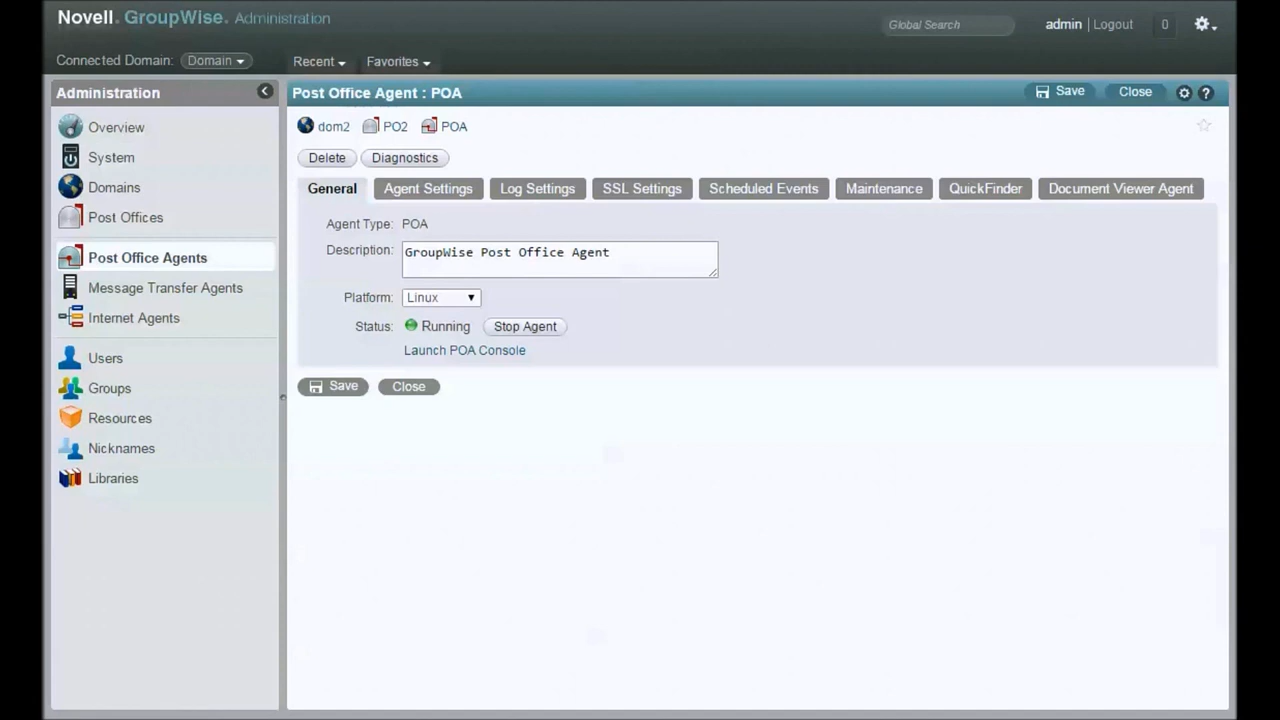 Novell. GroupWise. Administration
Global Search
admin | Logout
0
Connected Domain: Domain
Recent
Favorites
Administration
Overview
System
Domains
Post Offices
Post Office Agents
Message Transfer Agents
Internet Agents
Users
Groups
Resources
Nicknames
Libraries
Post Office Agent : POA
Save
Close
?
dom2 PO2 POA
Delete Diagnostics
General Agent Settings Log Settings SSL Settings Scheduled Events Maintenance QuickFinder Document Viewer Agent
Agent Type: POA
Description: GroupWise Post Office Agent
Platform: Linux
Status: Running Stop Agent
Launch POA Console
Save Close